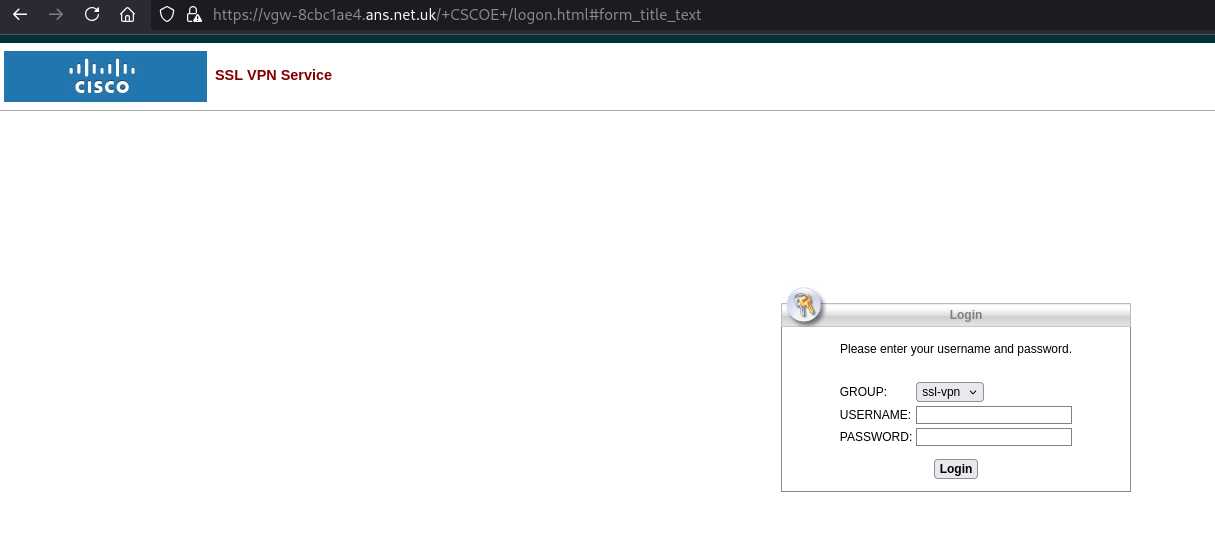 https://vgw-8cbc1ae4.ans.net.uk/+CSCOE+/logon.html#form_title_text
CISCO
SSL VPN Service
Login
Please enter your username and password.
GROUP: ssl-vpn
USERNAME:
PASSWORD:
Login